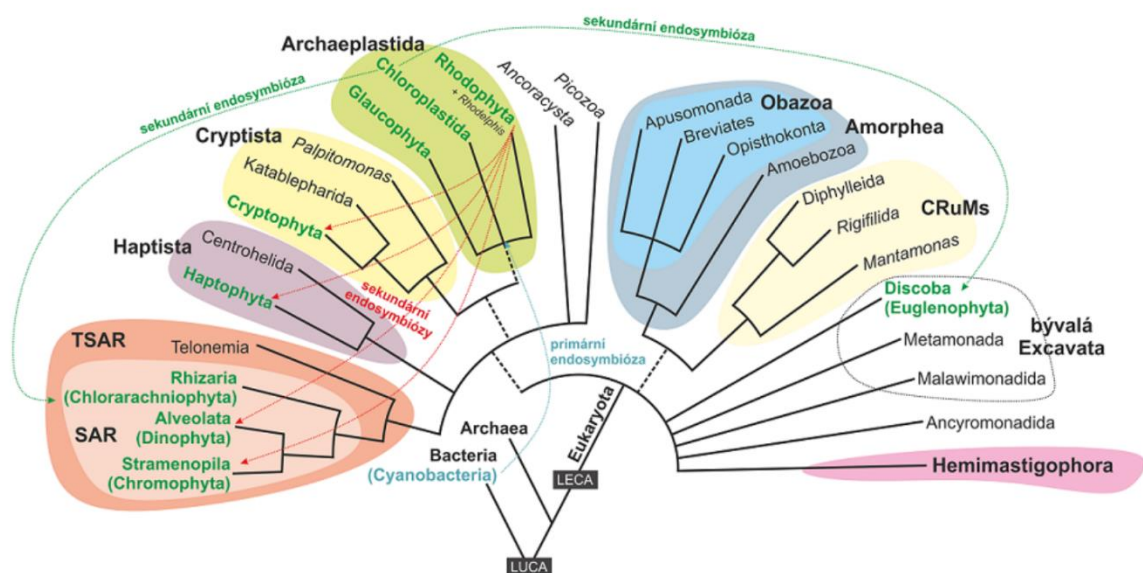 sekundární endosymbióza
sekundární endosymbióza
Archaeplastida
Rhodophyta
+ Rhodelphis
Chloroplastida
Glaucophyta
Ancoracysta
Picozoa
Cryptista
Palpitomonas
Katablepharida
Cryptophyta
Haptista
Centrohelida
Haptophyta
sekundární
endosymbiózy
TSAR
Telonemia
Rhizaria
(Chlorarachniophyta)
SAR
Alveolata
(Dinophyta)
Stramenopila
(Chromophyta)
Obazoa
Apusomonada
Breviates
Opisthokonta
Amorphea
Amoebozoa
CRuMs
Diphylleida
Rigifilida
Mantamonas
Discoba
(Euglenophyta)
bývalá
Excavata
Metamonada
Malawimonadida
Ancyromonadida
Hemimastigophora
primární
endosymbióza
Archaea
Bacteria
(Cyanobacteria)
Eukaryota
LECA
LUCA